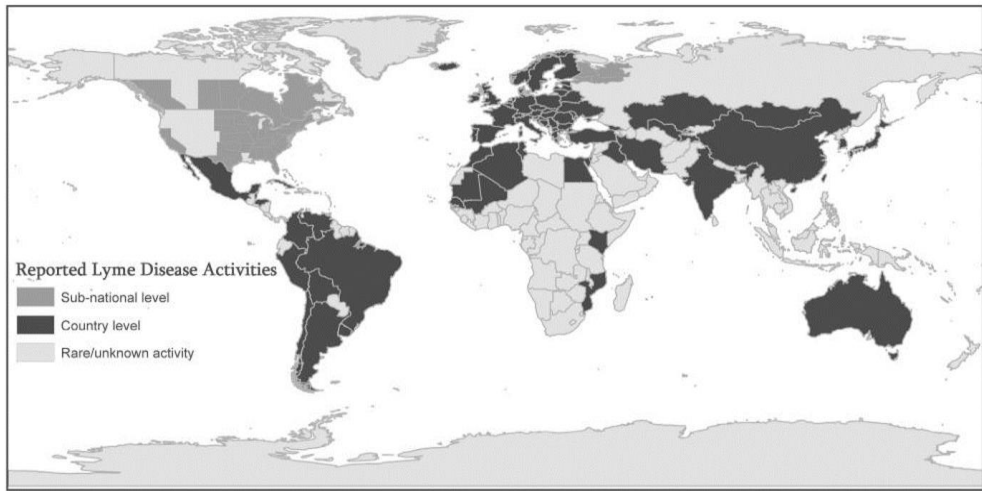 Reported Lyme Disease Activities
Sub-national level
Country level
Rare/unknown activity